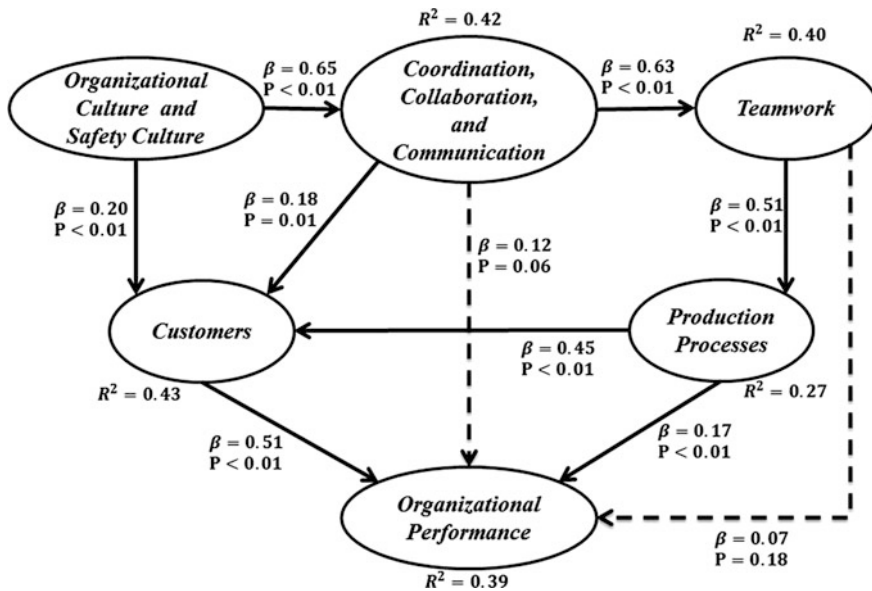 R² = 0.42
R² = 0.40
Organizational
Culture and
Safety Culture
β = 0.65
P < 0.01
Coordination,
Collaboration,
and
Communication
β = 0.63
P < 0.01
Teamwork
β = 0.20
P < 0.01
β = 0.18
P = 0.01
β = 0.12
P = 0.06
β = 0.51
P < 0.01
Customers
Production
Processes
β = 0.45
P < 0.01
R² = 0.43
R² = 0.27
β = 0.51
P < 0.01
β = 0.17
P < 0.01
Organizational
Performance
β = 0.07
P = 0.18
R² = 0.39